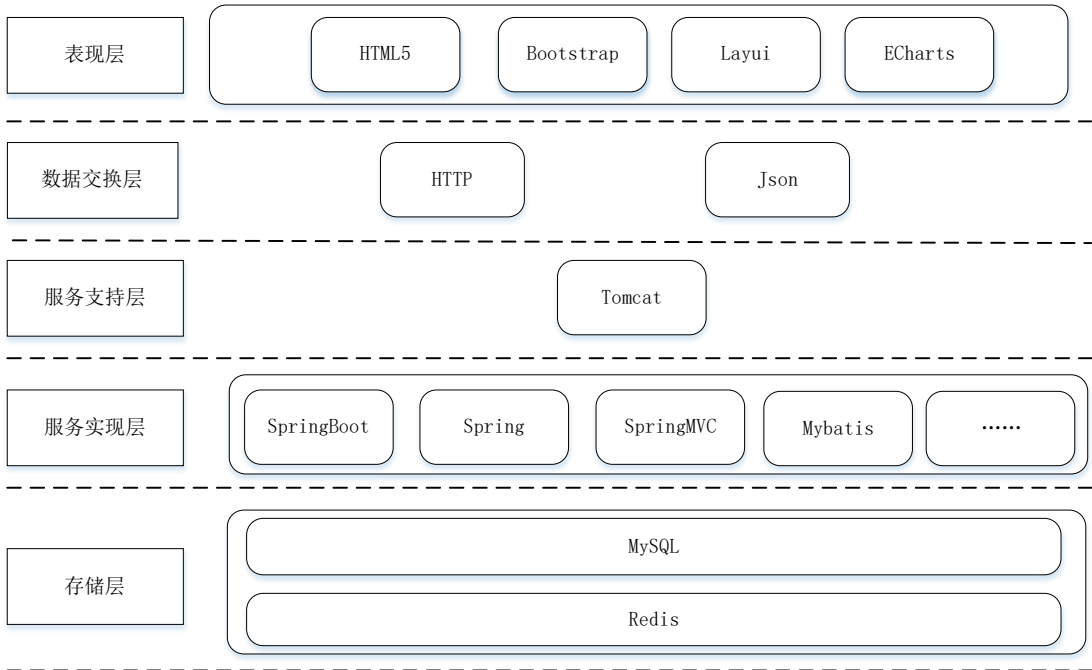 表现层
HTML5
Bootstrap
Layui
ECharts
数据交换层
HTTP
Json
服务支持层
Tomcat
服务实现层
SpringBoot
Spring
SpringMVC
Mybatis
……
存储层
MySQL
Redis